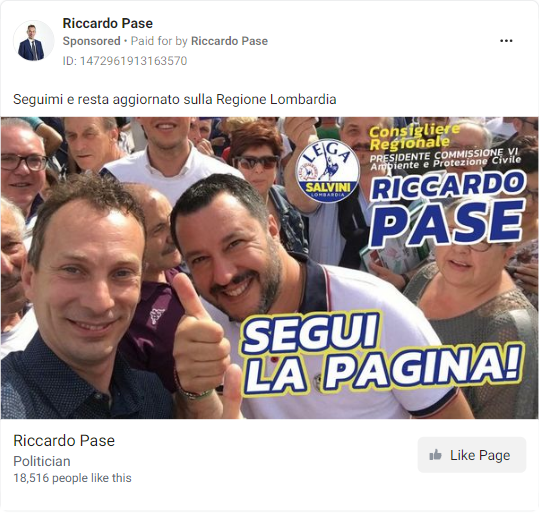 Riccardo Pase
Sponsored • Paid for by Riccardo Pase
ID: 1472961913163570
Seguimi e resta aggiornato sulla Regione Lombardia
Consigliere
Regionale
PRESIDENTE COMMISSIONE VI
Ambiente e Protezione Civile
LEGA
SALVINI
LOMBARDIA
RICCARDO
PASE
SEGUI
LA PAGINA!
Riccardo Pase
Politician
18,516 people like this
Like Page